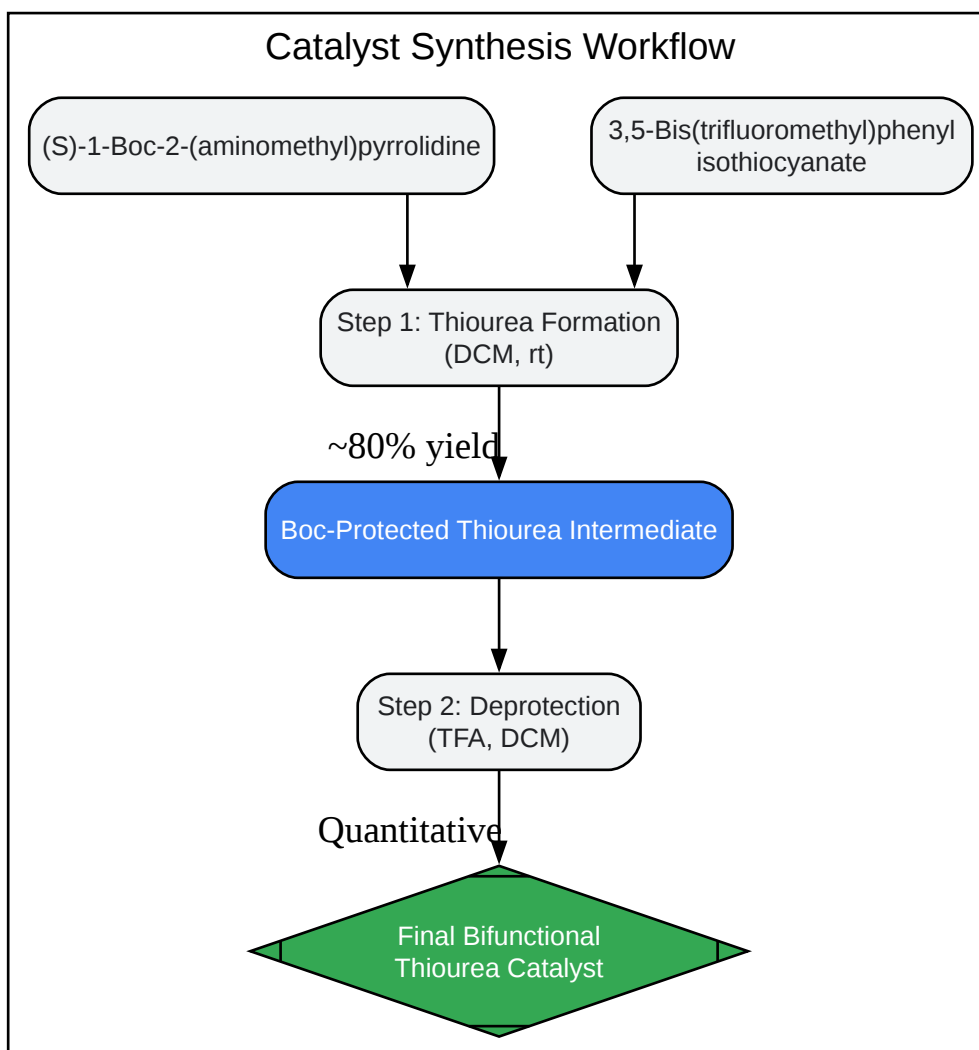 Catalyst Synthesis Workflow
(S)-1-Boc-2-(aminomethyl)pyrrolidine
3,5-Bis(trifluoromethyl)phenyl
isothiocyanate
Step 1: Thiourea Formation
(DCM, rt)
~80% yield
Boc-Protected Thiourea Intermediate
Step 2: Deprotection
(TFA, DCM)
Quantitative
Final Bifunctional
Thiourea Catalyst